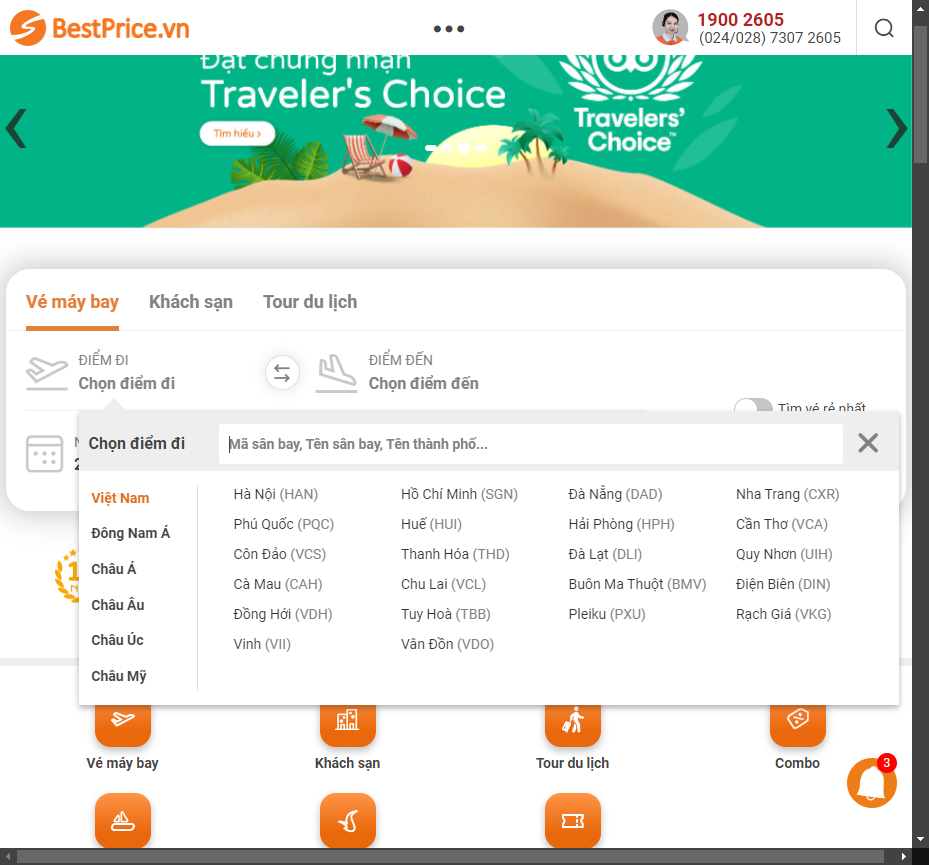 BestPrice.vn
1900 2605
(024/028) 7307 2605
Đạt chứng nhận
Traveler's Choice
Tìm hiểu ›
Travelers'
Choice™
Vé máy bay
Khách sạn
Tour du lịch
ĐIỂM ĐI
Chọn điểm đi
ĐIỂM ĐẾN
Chọn điểm đến
Tìm vé rẻ nhất
Chọn điểm đi
Mã sân bay, Tên sân bay, Tên thành phố...
Việt Nam
Đông Nam Á
Châu Á
Châu Âu
Châu Úc
Châu Mỹ
Hà Nội (HAN)
Hồ Chí Minh (SGN)
Đà Nẵng (DAD)
Nha Trang (CXR)
Phú Quốc (PQC)
Huế (HUI)
Hải Phòng (HPH)
Cần Thơ (VCA)
Côn Đảo (VCS)
Thanh Hóa (THD)
Đà Lạt (DLI)
Quy Nhơn (UIH)
Cà Mau (CAH)
Chu Lai (VCL)
Buôn Ma Thuột (BMV)
Điện Biên (DIN)
Đồng Hới (VDH)
Tuy Hoà (TBB)
Pleiku (PXU)
Rạch Giá (VKG)
Vinh (VII)
Vân Đồn (VDO)
Vé máy bay
Khách sạn
Tour du lịch
Combo
3